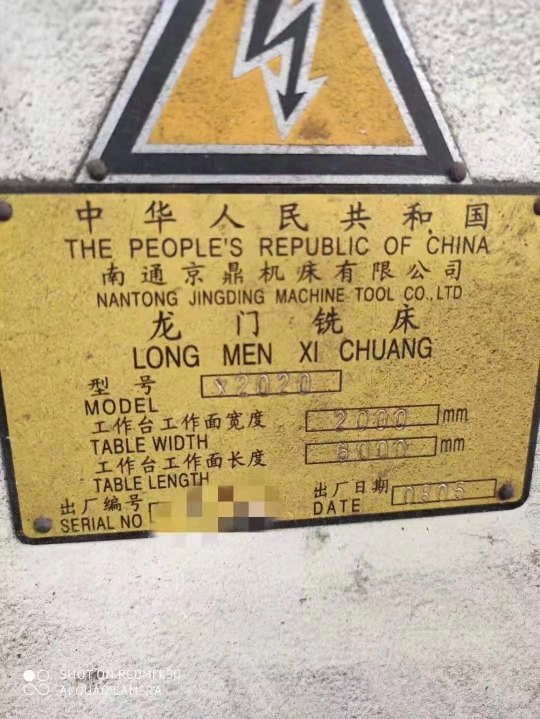 中华人民共和国
THE PEOPLE'S REPUBLIC OF CHINA
南通京鼎机床有限公司
NANTONG JINGDING MACHINE TOOL CO.,LTD
龙门铣床
LONG MEN XI CHUANG
型号 X2020
MODEL
工作台工作面宽度 2000 mm
TABLE WIDTH
工作台工作面长度 6000 mm
TABLE LENGTH
出厂编号 出厂日期 0806
SERIAL NO DATE
SHOT ON REDMI K30
AI QUAD CAMERA